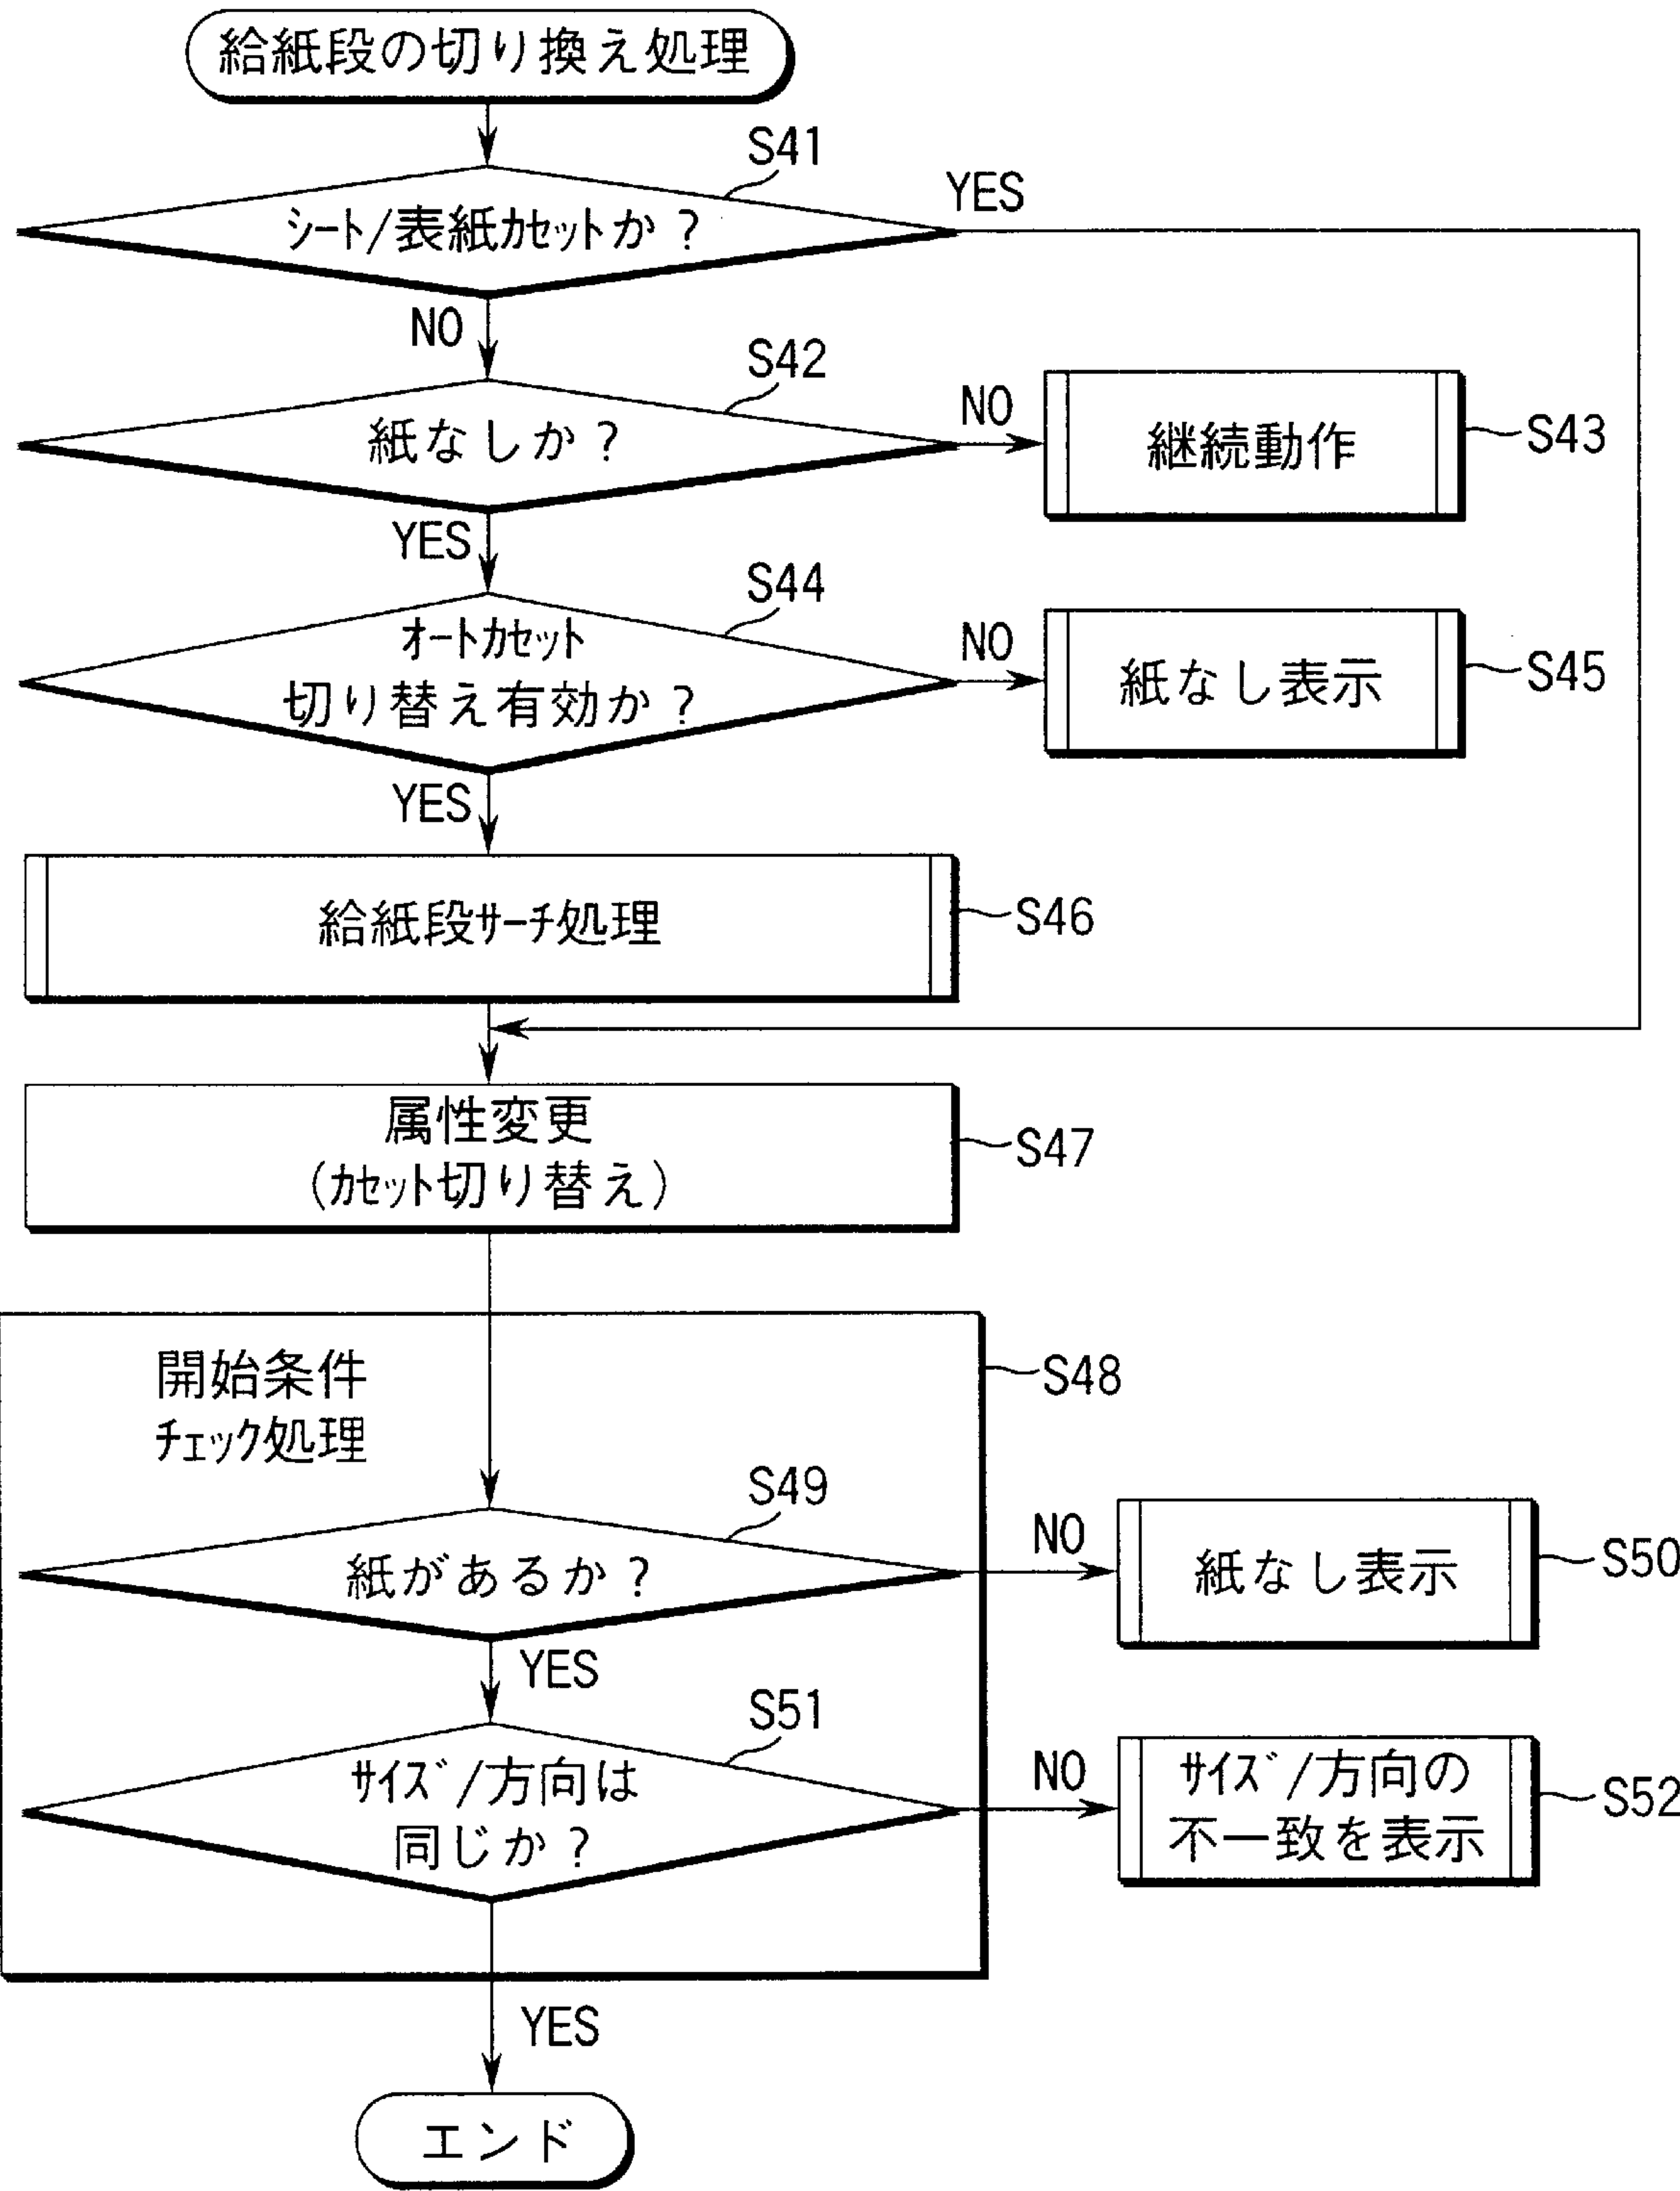 給紙段の切り換え処理
S41
YES
ｼｰﾄ/表紙ｶｾｯﾄか？
NO
S42
紙なしか？
NO
継続動作
S43
YES
S44
ｵｰﾄｶｾｯﾄ
切り替え有効か？
NO
紙なし表示
S45
YES
給紙段ｻｰﾁ処理
S46
属性変更
(ｶｾｯﾄ切り替え)
S47
開始条件
ﾁｪｯｸ処理
S48
S49
紙があるか？
NO
紙なし表示
S50
YES
S51
ｻｲｽﾞ/方向は
同じか？
NO
ｻｲｽﾞ/方向の
不一致を表示
S52
YES
エンド